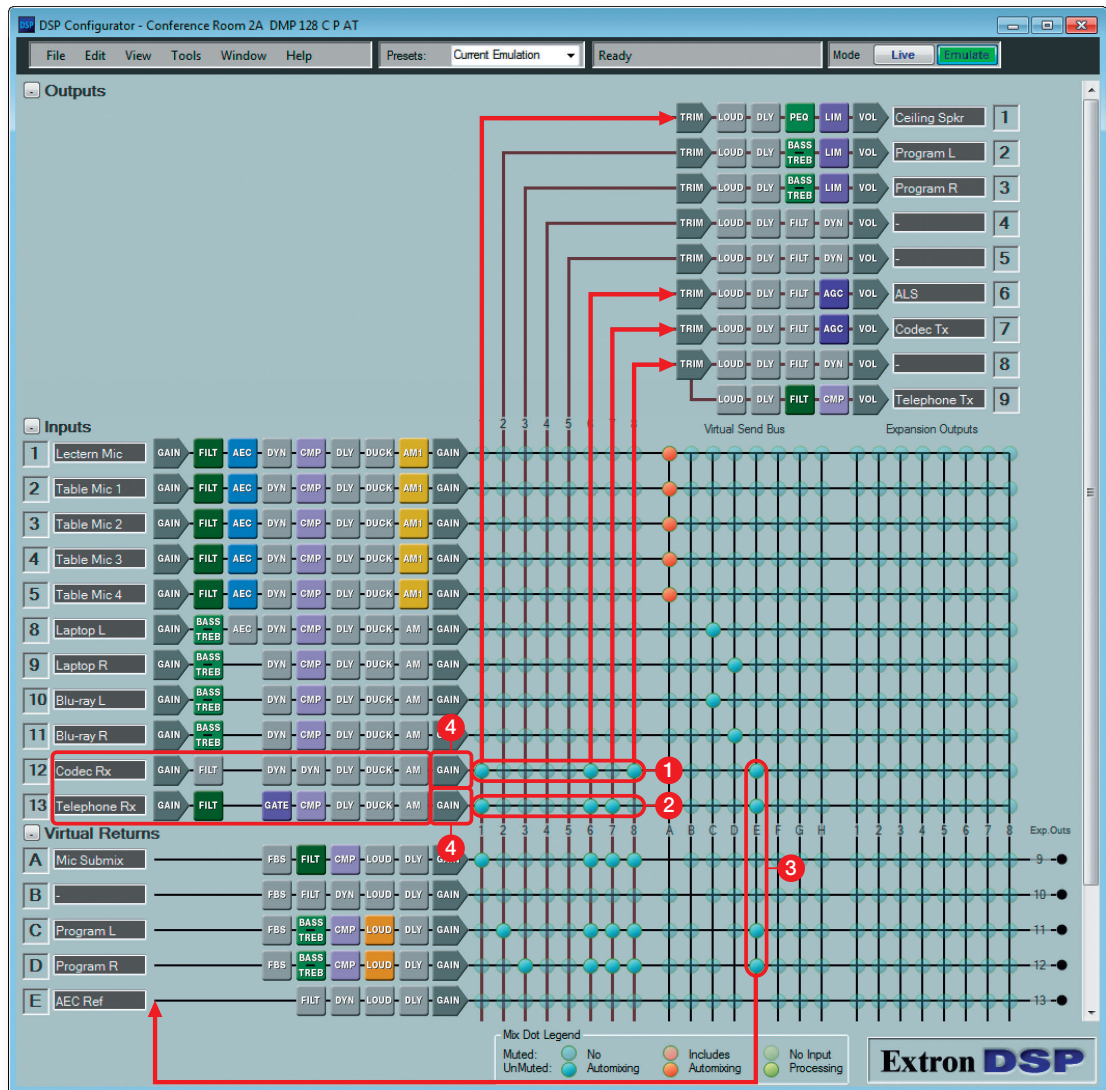 DSP Configurator - Conference Room 2A DMP 128 C P AT
File Edit View Tools Window Help Presets: Current Emulation Ready Mode Live Emulate
- Outputs
TRIM LOUD DLY PEQ LIM VOL Ceiling Spkr 1
TRIM LOUD DLY BASS TREB LIM VOL Program L 2
TRIM LOUD DLY BASS TREB LIM VOL Program R 3
TRIM LOUD DLY FILT DYN VOL - 4
TRIM LOUD DLY FILT DYN VOL - 5
TRIM LOUD DLY FILT AGC VOL ALS 6
TRIM LOUD DLY FILT AGC VOL Codec Tx 7
TRIM LOUD DLY FILT DYN VOL - 8
LOUD DLY FILT CMP VOL Telephone Tx 9
- Inputs 2 3 4 5 6 7 8 Virtual Send Bus Expansion Outputs
1 Lectern Mic GAIN FILT AEC DYN CMP DLY DUCK AM1 GAIN
2 Table Mic 1 GAIN FILT AEC DYN CMP DLY DUCK AM1 GAIN
3 Table Mic 2 GAIN FILT AEC DYN CMP DLY DUCK AM1 GAIN
4 Table Mic 3 GAIN FILT AEC DYN CMP DLY DUCK AM1 GAIN
5 Table Mic 4 GAIN FILT AEC DYN CMP DLY DUCK AM1 GAIN
8 Laptop L GAIN BASS TREB AEC DYN CMP DLY DUCK AM GAIN
9 Laptop R GAIN BASS TREB DYN CMP DLY DUCK AM GAIN
10 Blu-ray L GAIN BASS TREB DYN CMP DLY DUCK AM GAIN
11 Blu-ray R GAIN BASS TREB DYN CMP DLY DUCK AM 4
12 Codec Rx GAIN FILT DYN DYN DLY DUCK AM GAIN 1
13 Telephone Rx GAIN FILT GATE CMP DLY DUCK AM GAIN 2
- Virtual Returns 1 2 3 4 5 6 7 8 A B C D E F G H 1 2 3 4 5 6 7 8 Exp.Outs
4
A Mic Submix FBS FILT CMP LOUD DLY 3 9
B - FBS FILT DYN LOUD DLY GAIN 10
C Program L FBS BASS TREB CMP LOUD DLY GAIN 11
D Program R FBS BASS TREB CMP LOUD DLY GAIN 12
E AEC Ref FILT DYN LOUD DLY GAIN 13
Mix Dot Legend
Muted: No Includes No Input
UnMuted: Automixing Automixing Processing
Extron DSP